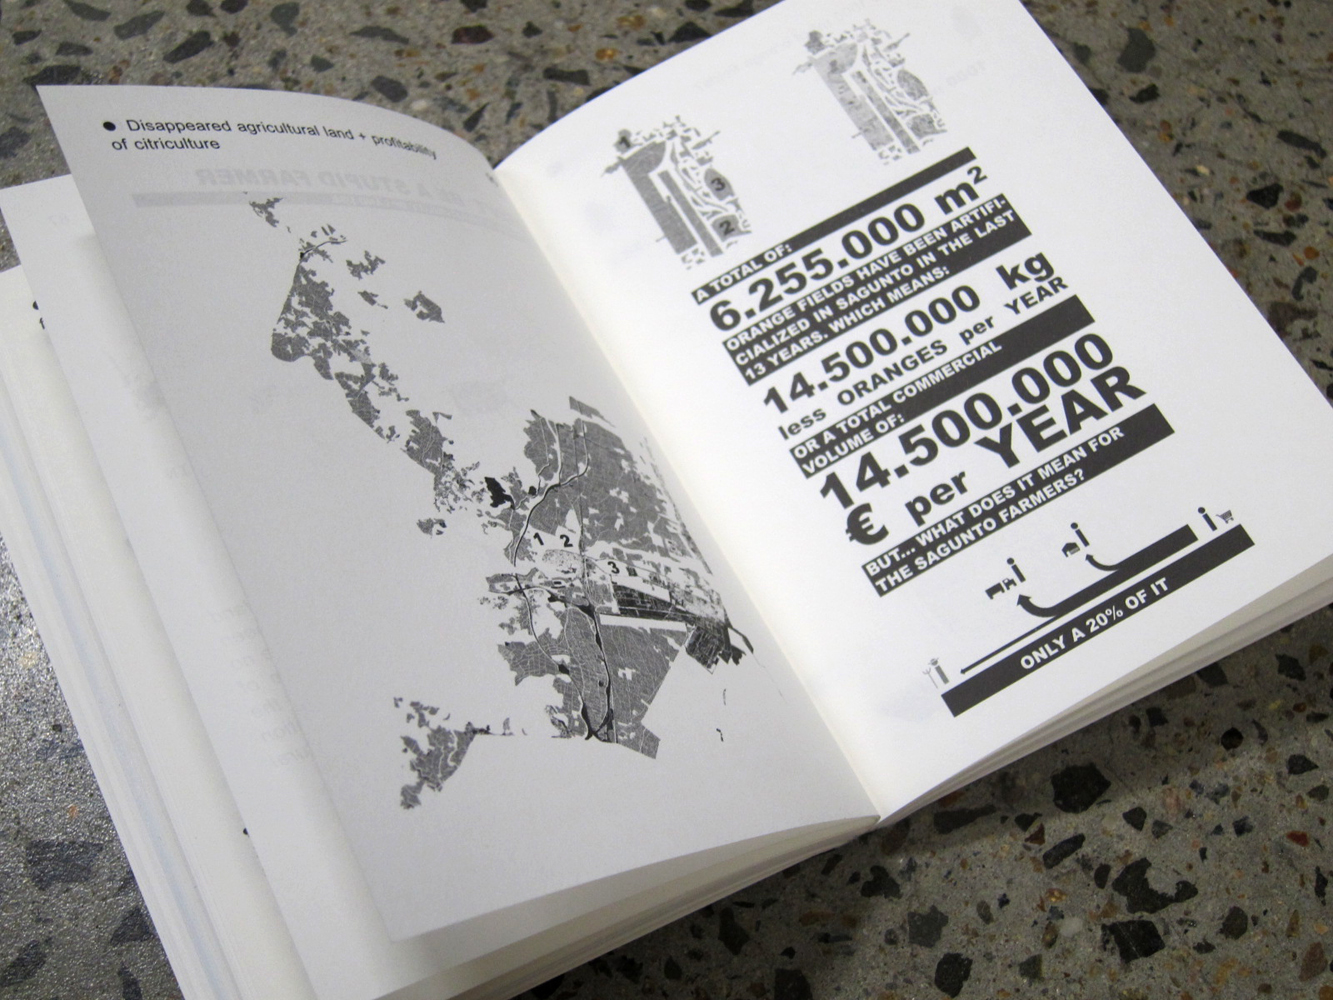 ● Disappeared agricultural land + profitability
of citriculture
1 2
3
1
3
2
A TOTAL OF:
6.255.000 m²
ORANGE FIELDS HAVE BEEN ARTIFI-
CIALIZED IN SAGUNTO IN THE LAST
13 YEARS. WHICH MEANS:
14.500.000 kg
less ORANGES per YEAR
OR A TOTAL COMMERCIAL
VOLUME OF:
14.500.000
€ per YEAR
BUT... WHAT DOES IT MEAN FOR
THE SAGUNTO FARMERS?
ONLY A 20% OF IT